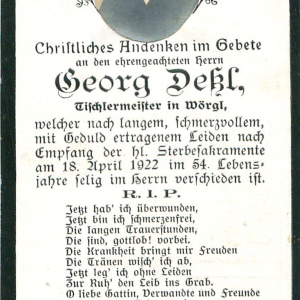 Christliches Andenken im Gebete
an den ehrengeachteten Herrn
Georg Deßl,
Tischlermeister in Wörgl,
welcher nach langem, schmerzvollem,
mit Geduld ertragenem Leiden nach
Empfang der hl. Sterbesakramente
am 18. April 1922 im 54. Lebens-
jahre selig im Herrn verschieden ist.
R. I. P.
Jetzt hab' ich überwunden,
Jetzt bin ich schmerzenfrei,
Die langen Trauerstunden,
Die sind, gottlob! vorbei.
Die Krankheit bringt mir Freuden
Die Tränen wisch' ich ab,
Jetzt leg' ich ohne Leiden
Zur Ruh' den Leib ins Grab.
O liebe Gattin, Verwandte und Freunde